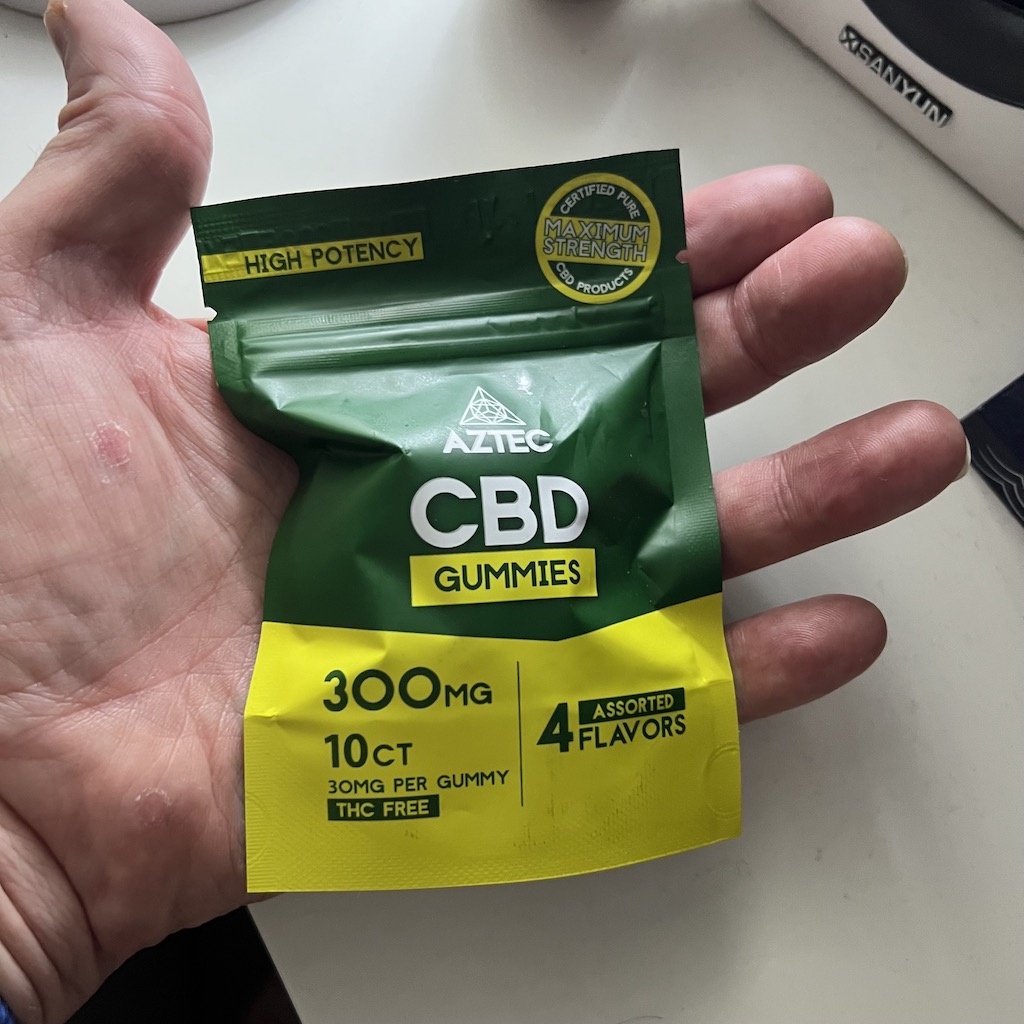 XISANYUN
HIGH POTENCY
CERTIFIED PURE
MAXIMUM
STRENGTH
CBD PRODUCTS
AZTEC
CBD
GUMMIES
300MG
10CT
30MG PER GUMMY
THC FREE
4 ASSORTED
FLAVORS